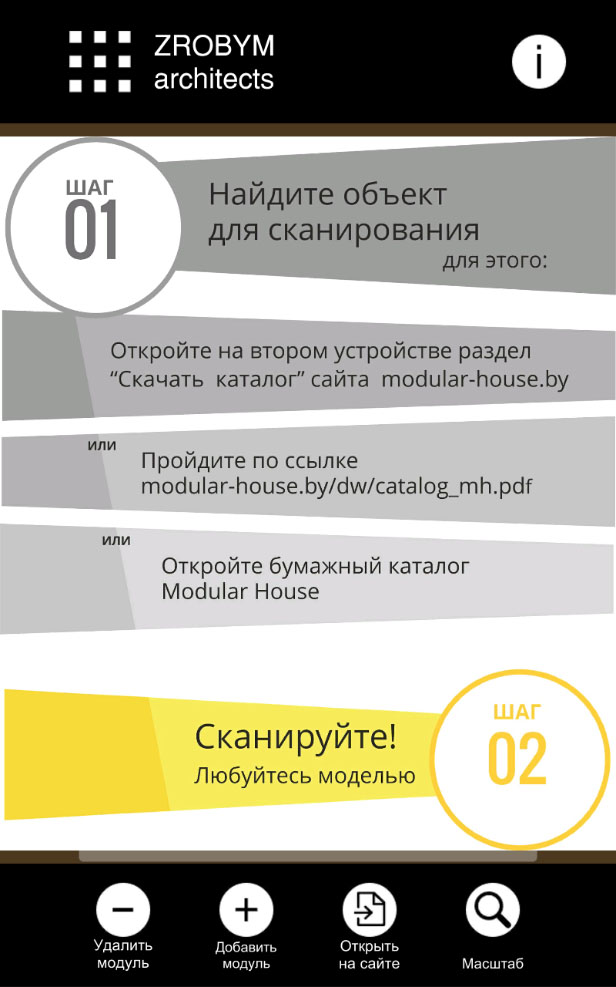 ZROBYM
architects
i
ШАГ
01
Найдите объект
для сканирования
для этого:
Откройте на втором устройстве раздел
“Скачать каталог” сайта modular-house.by
или
Пройдите по ссылке
modular-house.by/dw/catalog_mh.pdf
или
Откройте бумажный каталог
Modular House
Сканируйте!
Любуйтесь моделью
ШАГ
02
Удалить
модуль
Добавить
модуль
Открыть
на сайте
Масштаб